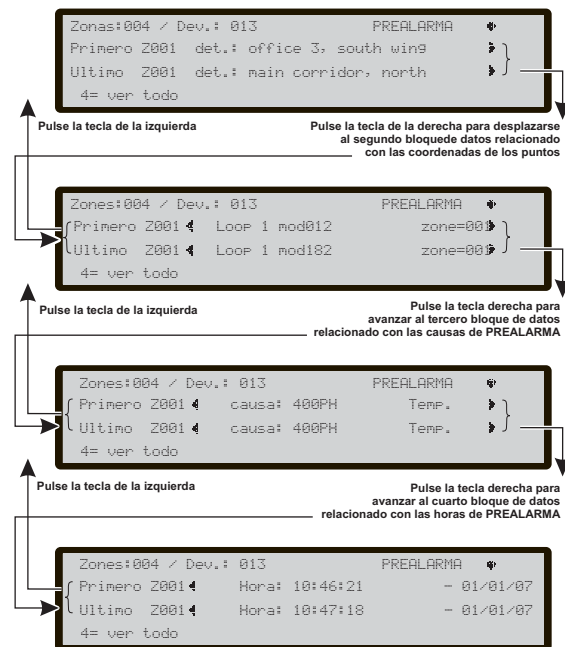 Zonas:004 / Dev.: 013 PREALARMA
Primero Z001 det.: office 3, south wing
Ultimo Z001 det.: main corridor, north
4= ver todo
Pulse la tecla de la izquierda
Pulse la tecla de la derecha para desplazarse
al segundo bloquede datos relacionado
con las coordenadas de los puntos
Zones:004 / Dev.: 013 PREALARMA
Primero Z001 Loop 1 mod012 zone=001
Ultimo Z001 Loop 1 mod182 zone=001
4= ver todo
Pulse la tecla de la izquierda
Pulse la tecla derecha para
avanzar al tercero bloque de datos
relacionado con las causas de PREALARMA
Zones:004 / Dev.: 013 PREALARMA
Primero Z001 causa: 400PH Temp.
Ultimo Z001 causa: 400PH Temp.
4= ver todo
Pulse la tecla de la izquierda
Pulse la tecla derecha para
avanzar al cuarto bloque de datos
relacionado con las horas de PREALARMA
Zones:004 / Dev.: 013 PREALARMA
Primero Z001 Hora: 10:46:21 - 01/01/07
Ultimo Z001 Hora: 10:47:18 - 01/01/07
4= ver todo